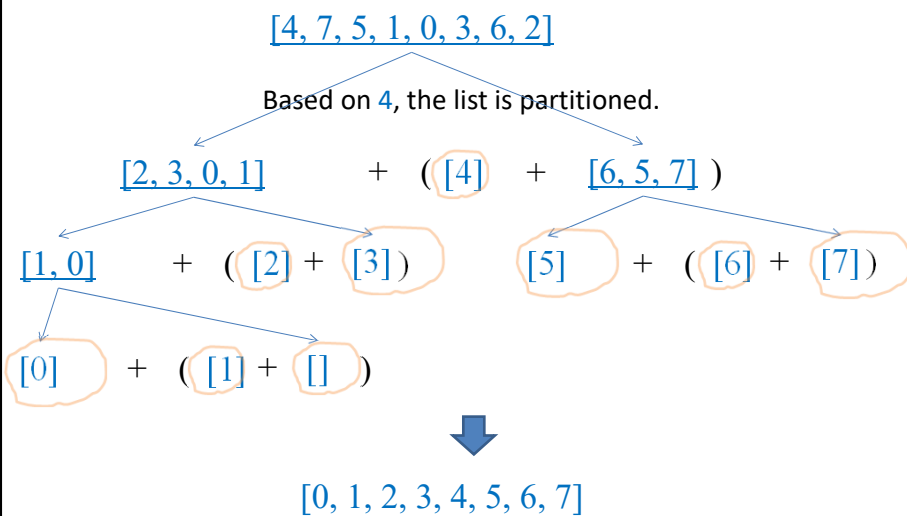 [4, 7, 5, 1, 0, 3, 6, 2]
Based on 4, the list is partitioned.
[2, 3, 0, 1] + ([4] + [6, 5, 7] )
[1, 0] + ( [2] + [3]) [5] + ( [6] + [7])
[0] + ( [1] + [] )
[0, 1, 2, 3, 4, 5, 6, 7]